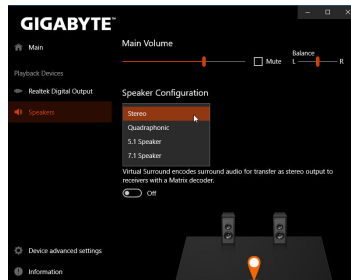 GIGABYTE™
Main
Main Volume
Mute
Balance
L
R
Playback Devices
Realtek Digital Output
Speakers
Speaker Configuration
Stereo
Quadraphonic
5.1 Speaker
7.1 Speaker
Virtual Surround encodes surround audio for transfer as stereo output to
receivers with a Matrix decoder.
Off
Device advanced settings
Information